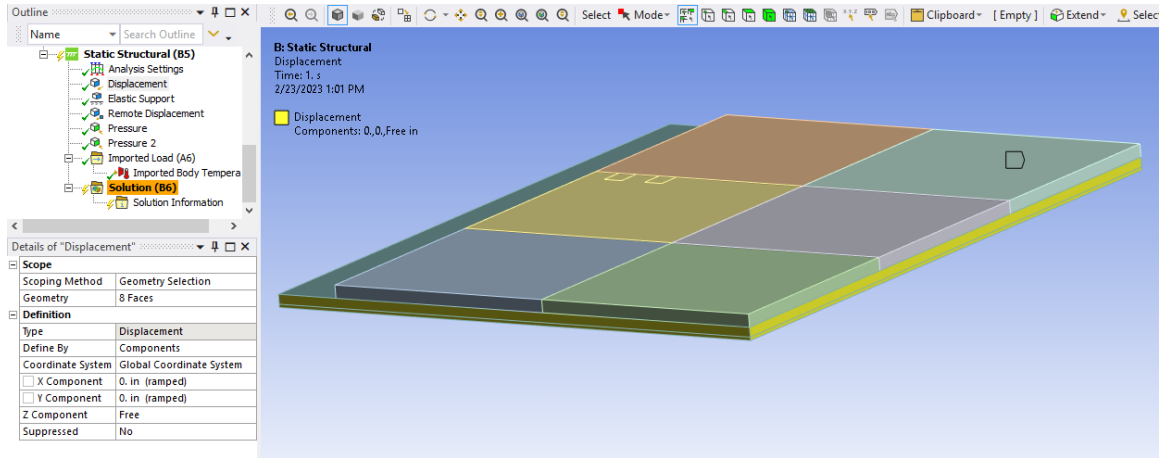 Outline
Name Search Outline
Select Mode Clipboard [ Empty ] Extend Select
Static Structural (B5)
Analysis Settings
Displacement
Elastic Support
Remote Displacement
Pressure
Pressure 2
Imported Load (A6)
Imported Body Tempera
Solution (B6)
Solution Information
Details of "Displacement"
Scope
Scoping Method Geometry Selection
Geometry 8 Faces
Definition
Type Displacement
Define By Components
Coordinate System Global Coordinate System
X Component 0. in (ramped)
Y Component 0. in (ramped)
Z Component Free
Suppressed No
B: Static Structural
Displacement
Time: 1. s
2/23/2023 1:01 PM
Displacement
Components: 0.,0.,Free in